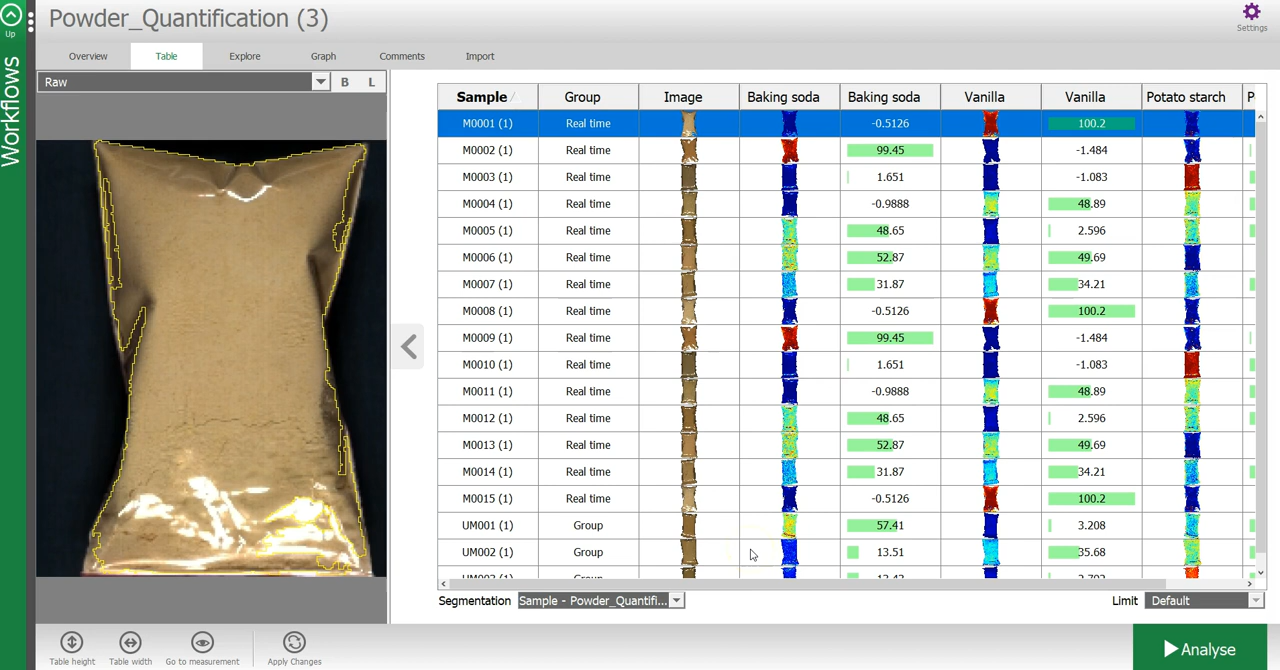 Up
Workflows
Powder_Quantification (3)
Settings
Overview Table Explore Graph Comments Import
Raw B L
Sample Group Image Baking soda Baking soda Vanilla Vanilla Potato starch P
M0001 (1) Real time -0.5126 100.2
M0002 (1) Real time 99.45 -1.484
M0003 (1) Real time 1.651 -1.083
M0004 (1) Real time -0.9888 48.89
M0005 (1) Real time 48.65 2.596
M0006 (1) Real time 52.87 49.69
M0007 (1) Real time 31.87 34.21
M0008 (1) Real time -0.5126 100.2
M0009 (1) Real time 99.45 -1.484
M0010 (1) Real time 1.651 -1.083
M0011 (1) Real time -0.9888 48.89
M0012 (1) Real time 48.65 2.596
M0013 (1) Real time 52.87 49.69
M0014 (1) Real time 31.87 34.21
M0015 (1) Real time -0.5126 100.2
UM001 (1) Group 57.41 3.208
UM002 (1) Group 13.51 35.68
Segmentation Sample - Powder_Quantifi... Limit Default
Table height Table width Go to measurement Apply Changes
Analyse